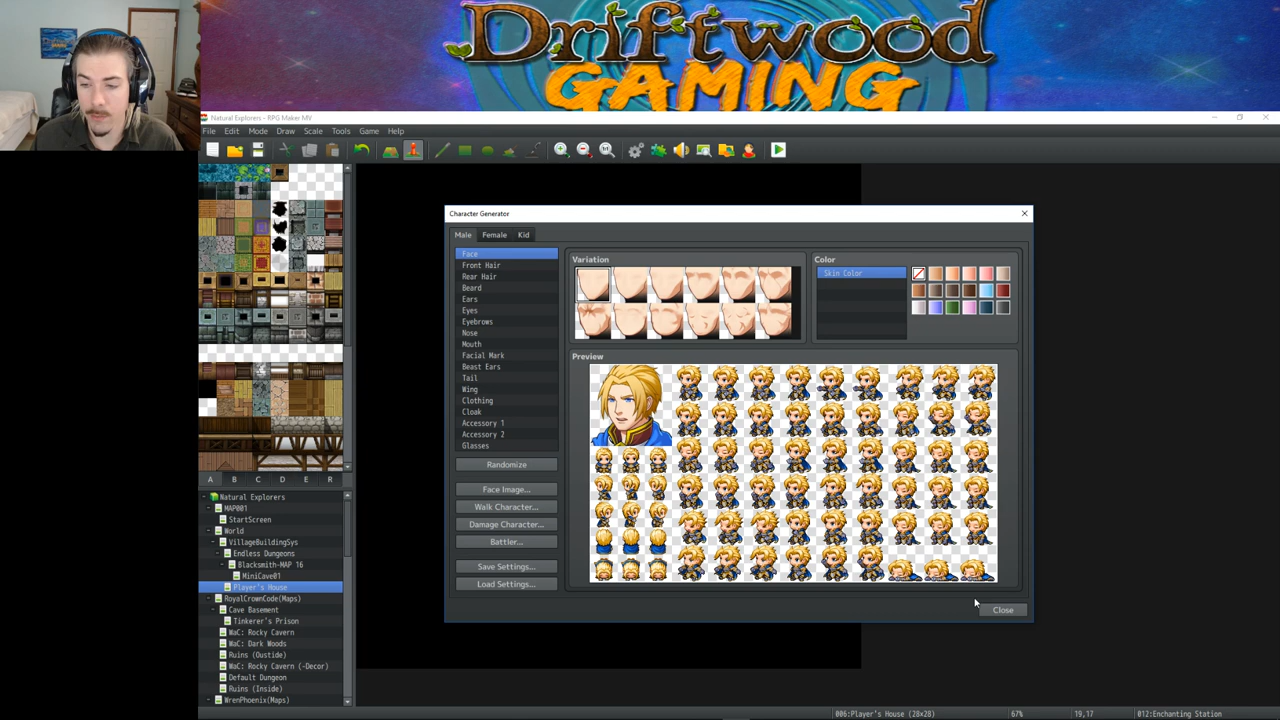 Driftwood
GAMING
Natural Explorers - RPG Maker MV
File Edit Mode Draw Scale Tools Game Help
Character Generator
Male Female Kid
Face
Front Hair
Rear Hair
Beard
Ears
Eyes
Eyebrows
Nose
Mouth
Facial Mark
Beast Ears
Tail
Wing
Clothing
Cloak
Accessory 1
Accessory 2
Glasses
Randomize
Face Image...
Walk Character...
Damage Character...
Battler...
Save Settings...
Load Settings...
Variation
Color
Skin Color
Preview
Close
A B C D E R
Natural Explorers
MAP001
StartScreen
World
VillageBuildingSys
Endless Dungeons
Blacksmith-MAP 16
MiniCave01
Player's House
RoyalCrownCode(Maps)
Cave Basement
Tinkerer's Prison
WaC: Rocky Cavern
WaC: Dark Woods
Ruins (Oustide)
WaC: Rocky Cavern (-Decor)
Default Dungeon
Ruins (Inside)
WrenPhoenix(Maps)
006:Player's House (28×28) 67% 19,17 012:Enchanting Station